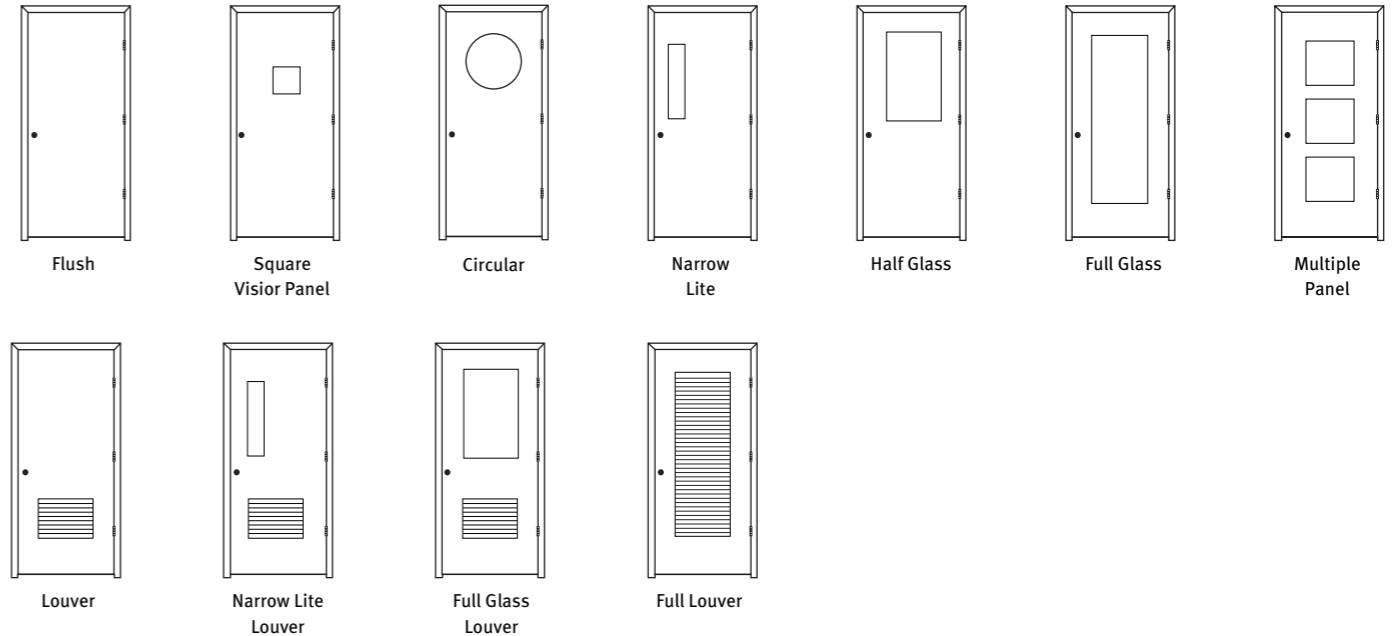 Flush
Square
Visior Panel
Circular
Narrow
Lite
Half Glass
Full Glass
Multiple
Panel
Louver
Narrow Lite
Louver
Full Glass
Louver
Full Louver